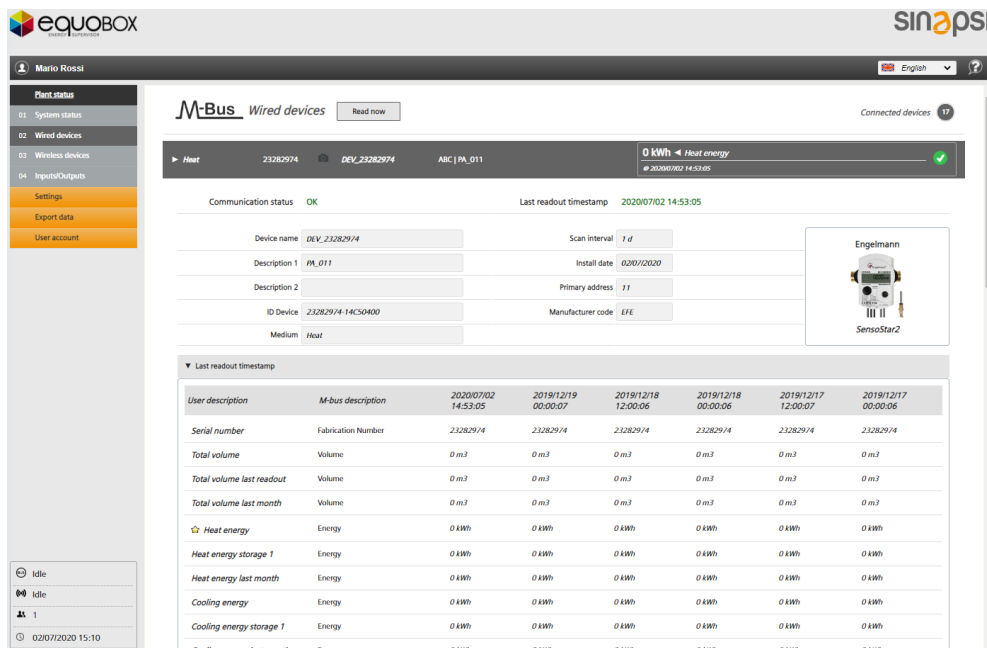 equobox
ENERGY SUPERVISOR
sinapsi
Mario Rossi
English
Plant status
01 System status
02 Wired devices
03 Wireless devices
04 Inputs/Outputs
Settings
Export data
User account
M-Bus Wired devices Read now Connected devices 17
Heat 23282974 DEV_23282974 ABC | PA_011 0 kWh ◄ Heat energy
@ 2020/07/02 14:53:05
Communication status OK Last readout timestamp 2020/07/02 14:53:05
Device name DEV_23282974 Scan interval 1 d
Description 1 PA_011 Install date 02/07/2020
Description 2 Primary address 11
ID Device 23282974-14C50400 Manufacturer code EFE
Medium Heat
Engelmann
SensoStar2
▼ Last readout timestamp
User description M-bus description 2020/07/02 14:53:05 2019/12/19 00:00:07 2019/12/18 12:00:06 2019/12/18 00:00:06 2019/12/17 12:00:07 2019/12/17 00:00:06
Serial number Fabrication Number 23282974 23282974 23282974 23282974 23282974 23282974
Total volume Volume 0 m3 0 m3 0 m3 0 m3 0 m3 0 m3
Total volume last readout Volume 0 m3 0 m3 0 m3 0 m3 0 m3 0 m3
Total volume last month Volume 0 m3 0 m3 0 m3 0 m3 0 m3 0 m3
Heat energy Energy 0 kWh 0 kWh 0 kWh 0 kWh 0 kWh 0 kWh
Heat energy storage 1 Energy 0 kWh 0 kWh 0 kWh 0 kWh 0 kWh 0 kWh
Heat energy last month Energy 0 kWh 0 kWh 0 kWh 0 kWh 0 kWh 0 kWh
Cooling energy Energy 0 kWh 0 kWh 0 kWh 0 kWh 0 kWh 0 kWh
Cooling energy storage 1 Energy 0 kWh 0 kWh 0 kWh 0 kWh 0 kWh 0 kWh
Idle
Idle
1
02/07/2020 15:10